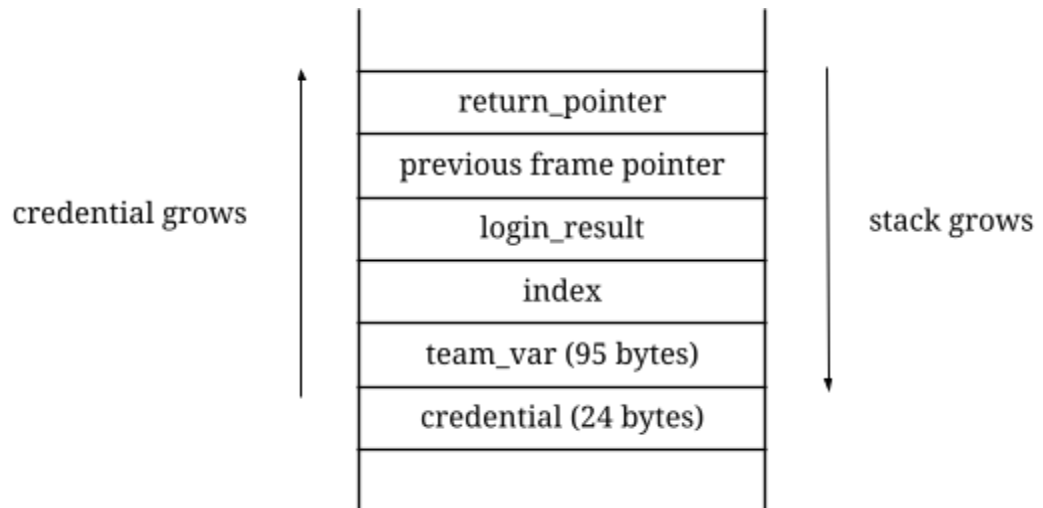 return_pointer
previous frame pointer
credential grows
login_result
stack grows
index
team_var (95 bytes)
credential (24 bytes)